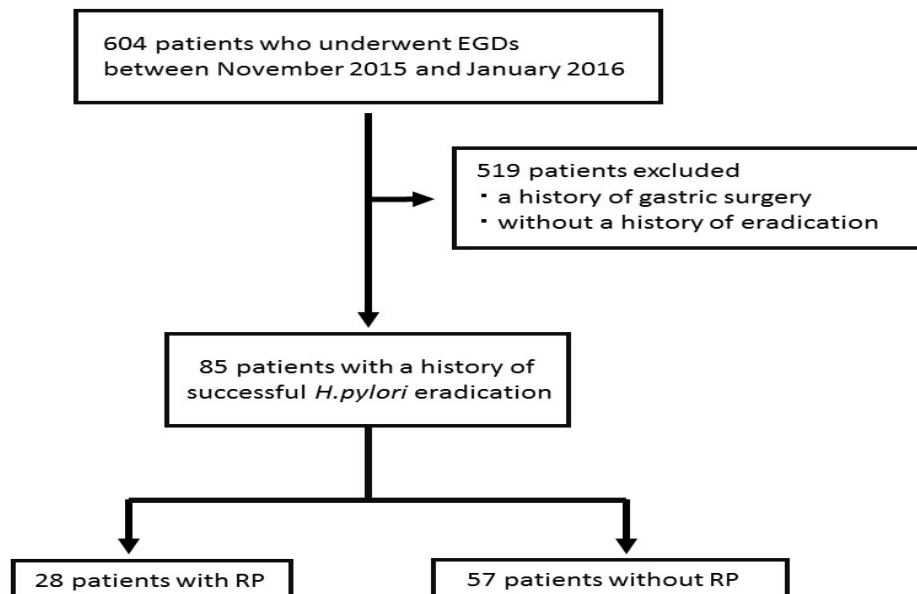 604 patients who underwent EGDs
between November 2015 and January 2016
519 patients excluded
・a history of gastric surgery
・without a history of eradication
85 patients with a history of
successful H.pylori eradication
28 patients with RP
57 patients without RP